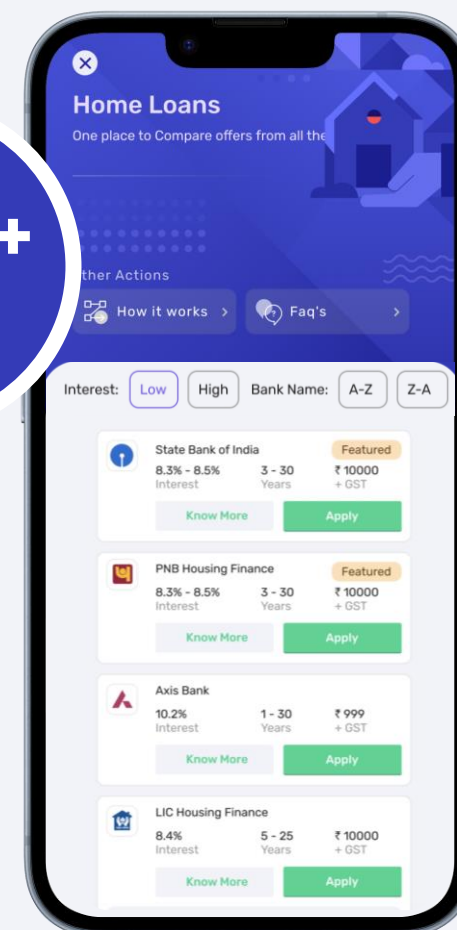 +
Home Loans
One place to Compare offers from all the
ther Actions
How it works >
Faq's >
Interest: Low High Bank Name: A-Z Z-A
State Bank of India Featured
8.3% - 8.5% 3 - 30 ₹ 10000
Interest Years + GST
Know More Apply
PNB Housing Finance Featured
8.3% - 8.5% 3 - 30 ₹ 10000
Interest Years + GST
Know More Apply
Axis Bank
10.2% 1 - 30 ₹ 999
Interest Years + GST
Know More Apply
LIC Housing Finance
8.4% 5 - 25 ₹ 10000
Interest Years + GST
Know More Apply